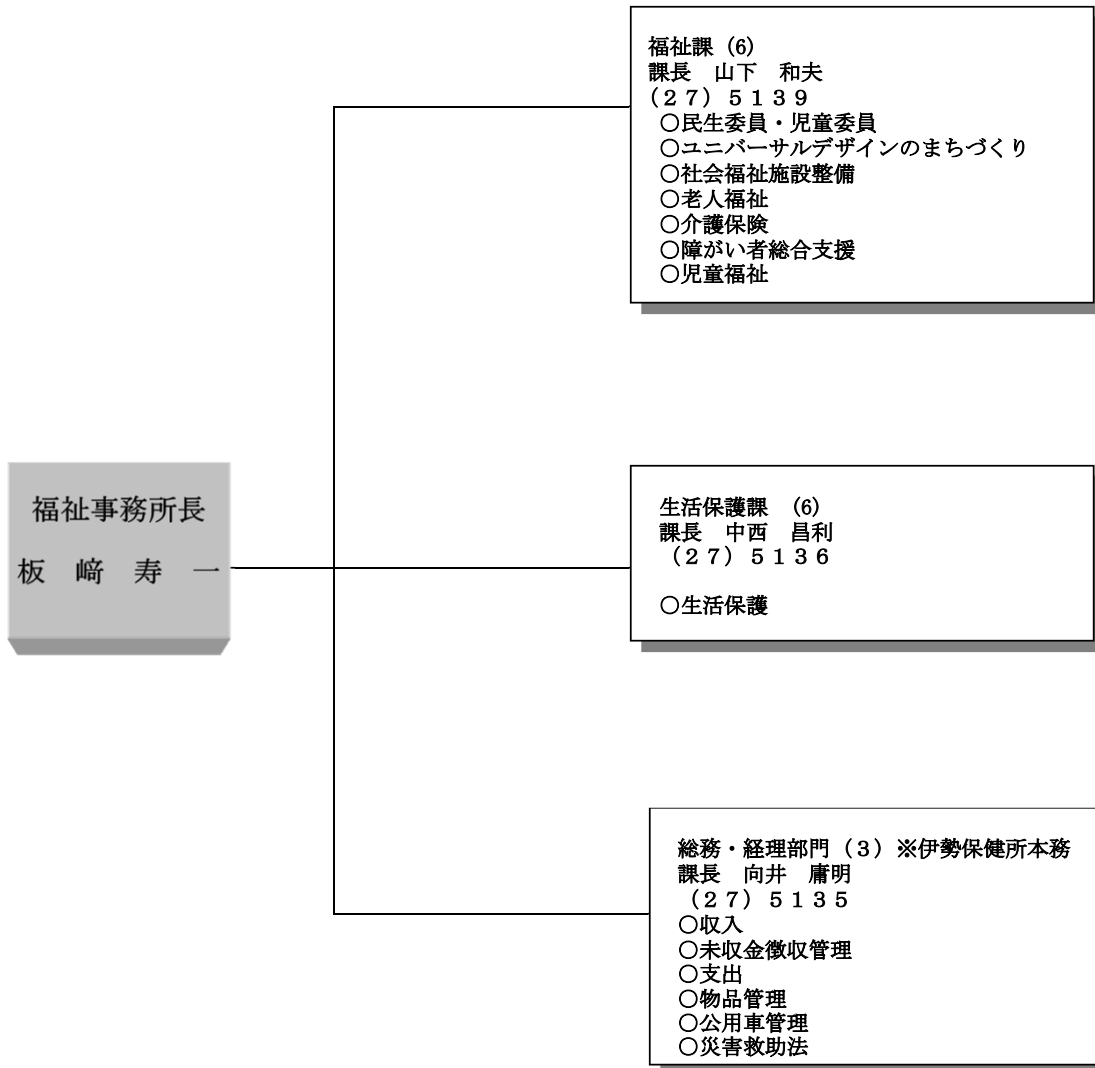 福祉課（6）
課長　山下　和夫
（２７）５１３９
○民生委員・児童委員
○ユニバーサルデザインのまちづくり
○社会福祉施設整備
○老人福祉
○介護保険
○障がい者総合支援
○児童福祉
福祉事務所長
板　﨑　寿　一
生活保護課　（6）
課長　中西　昌利
（２７）５１３６
○生活保護
総務・経理部門（３）※伊勢保健所本務
課長　向井　庸明
（２７）５１３５
○収入
○未収金徴収管理
○支出
○物品管理
○公用車管理
○災害救助法